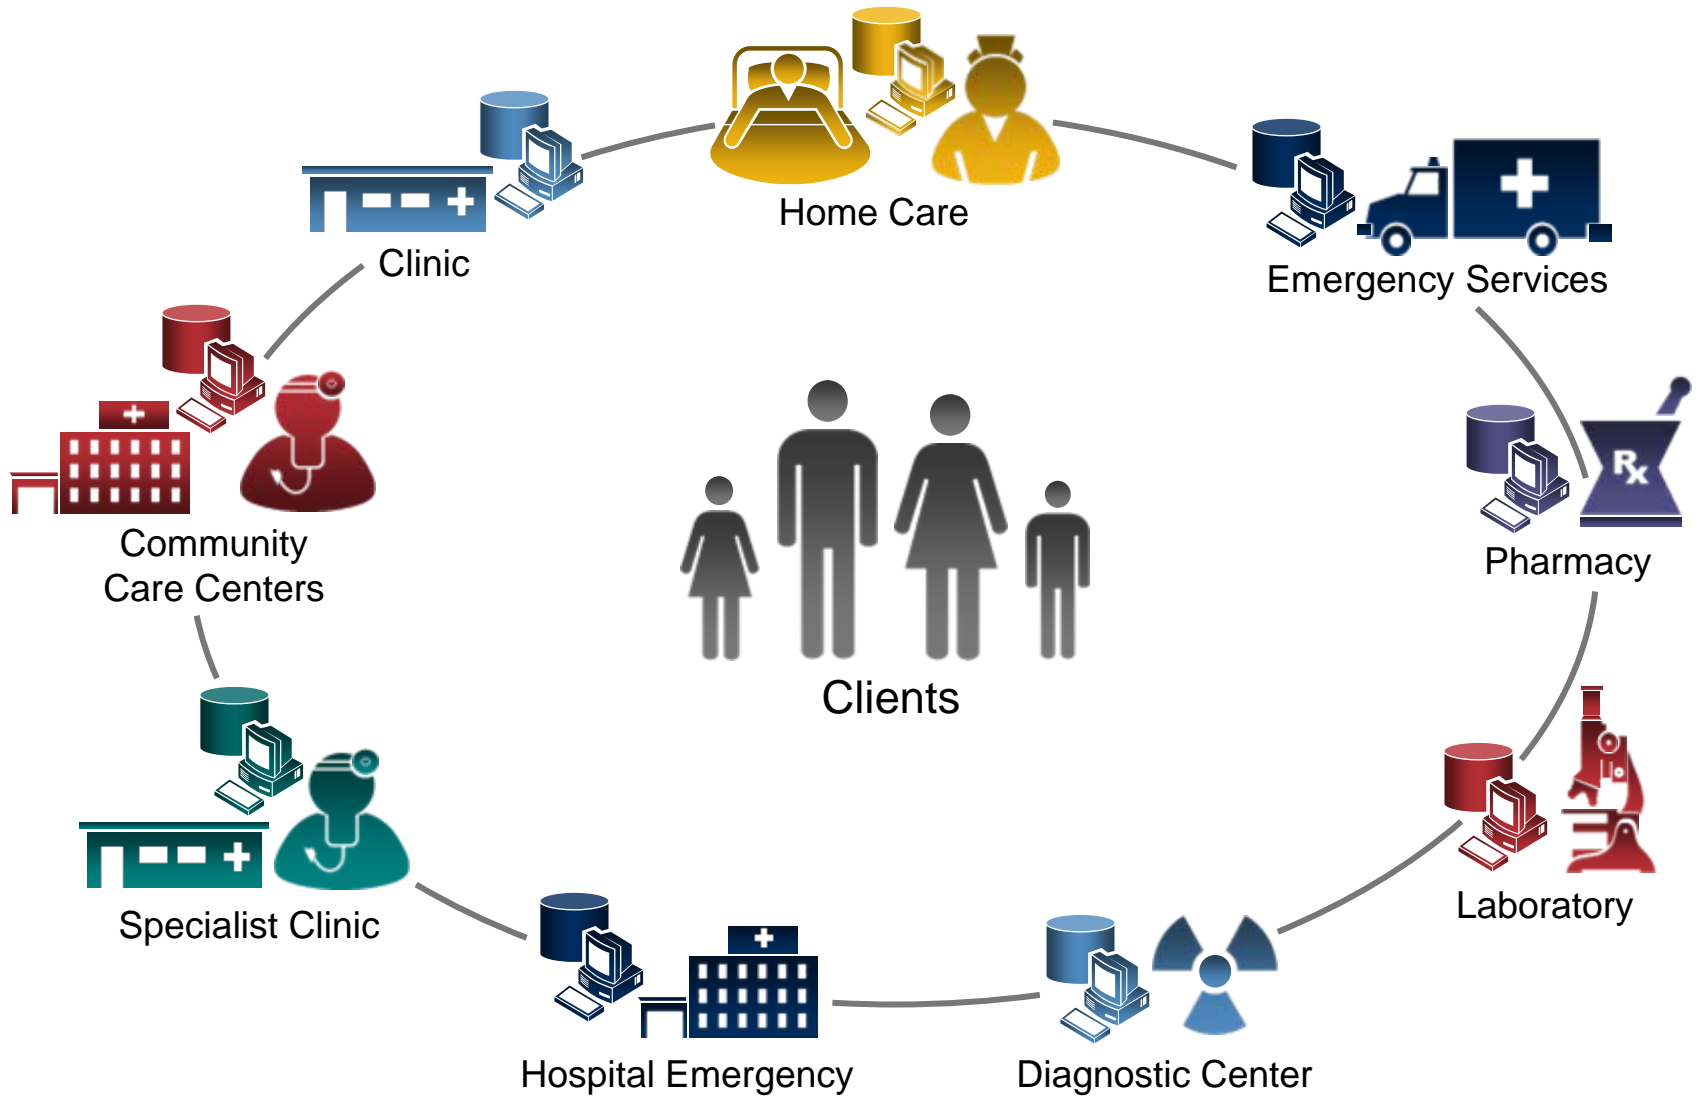 Home Care
Clinic
Emergency Services
Community
Care Centers
Rx
Pharmacy
Clients
Specialist Clinic
Laboratory
Hospital Emergency
Diagnostic Center